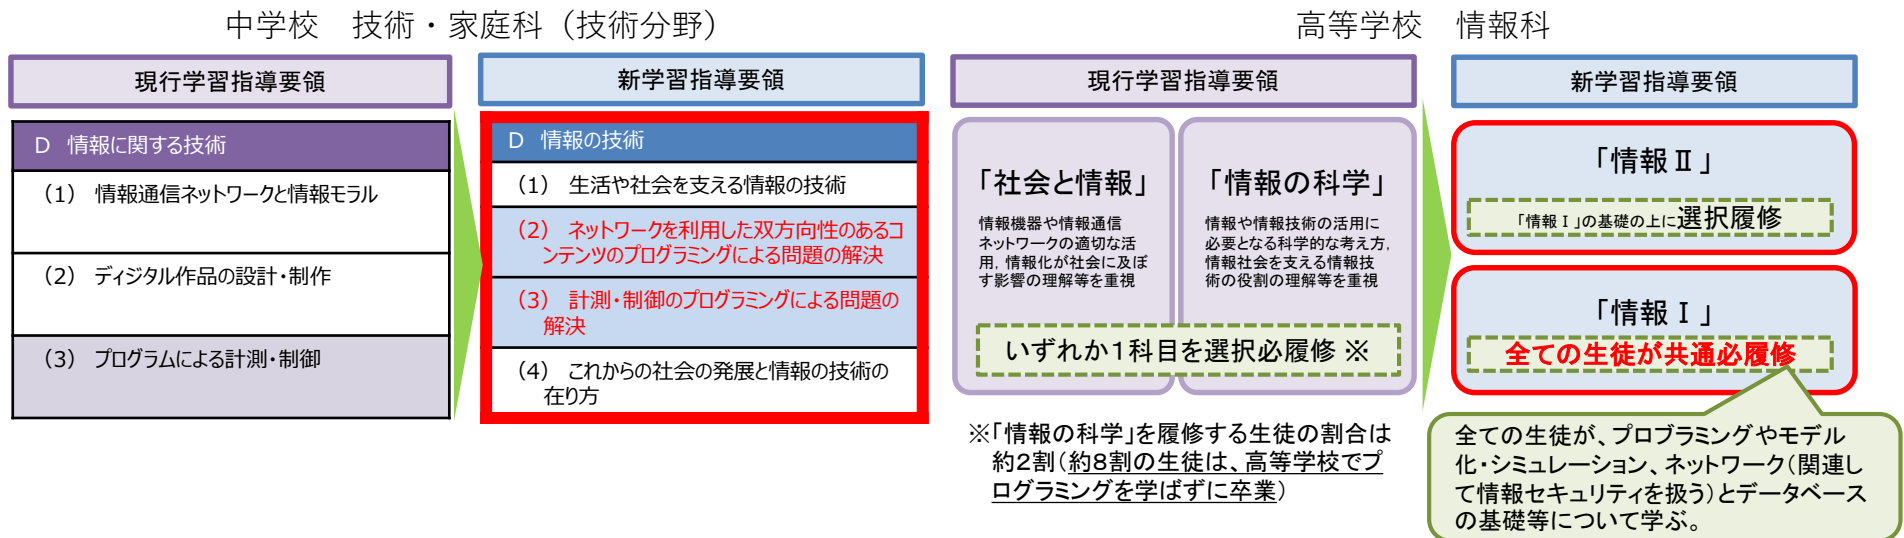 中学校　技術・家庭科（技術分野）
現行学習指導要領
D　情報に関する技術
（1）　情報通信ネットワークと情報モラル
（2）　ディジタル作品の設計・制作
（3）　プログラムによる計測・制御
新学習指導要領
D　情報の技術
（1）　生活や社会を支える情報の技術
（2）　ネットワークを利用した双方向性のあるコ
ンテンツのプログラミングによる問題の解決
（3）　計測・制御のプログラミングによる問題の
解決
（4）　これからの社会の発展と情報の技術の
在り方
高等学校　情報科
現行学習指導要領
「社会と情報」
情報機器や情報通信
ネットワークの適切な活
用，情報化が社会に及ぼ
す影響の理解等を重視
「情報の科学」
情報や情報技術の活用に
必要となる科学的な考え方，
情報社会を支える情報技
術の役割の理解等を重視
いずれか１科目を選択必履修 ※
※「情報の科学」を履修する生徒の割合は
約２割（約８割の生徒は、高等学校でプ
ログラミングを学ばずに卒業）
新学習指導要領
「情報Ⅱ」
「情報Ⅰ」の基礎の上に選択履修
「情報Ⅰ」
全ての生徒が共通必履修
全ての生徒が、プロブラミングやモデル
化・シミュレーション、ネットワーク（関連し
て情報セキュリティを扱う）とデータベース
の基礎等について学ぶ。